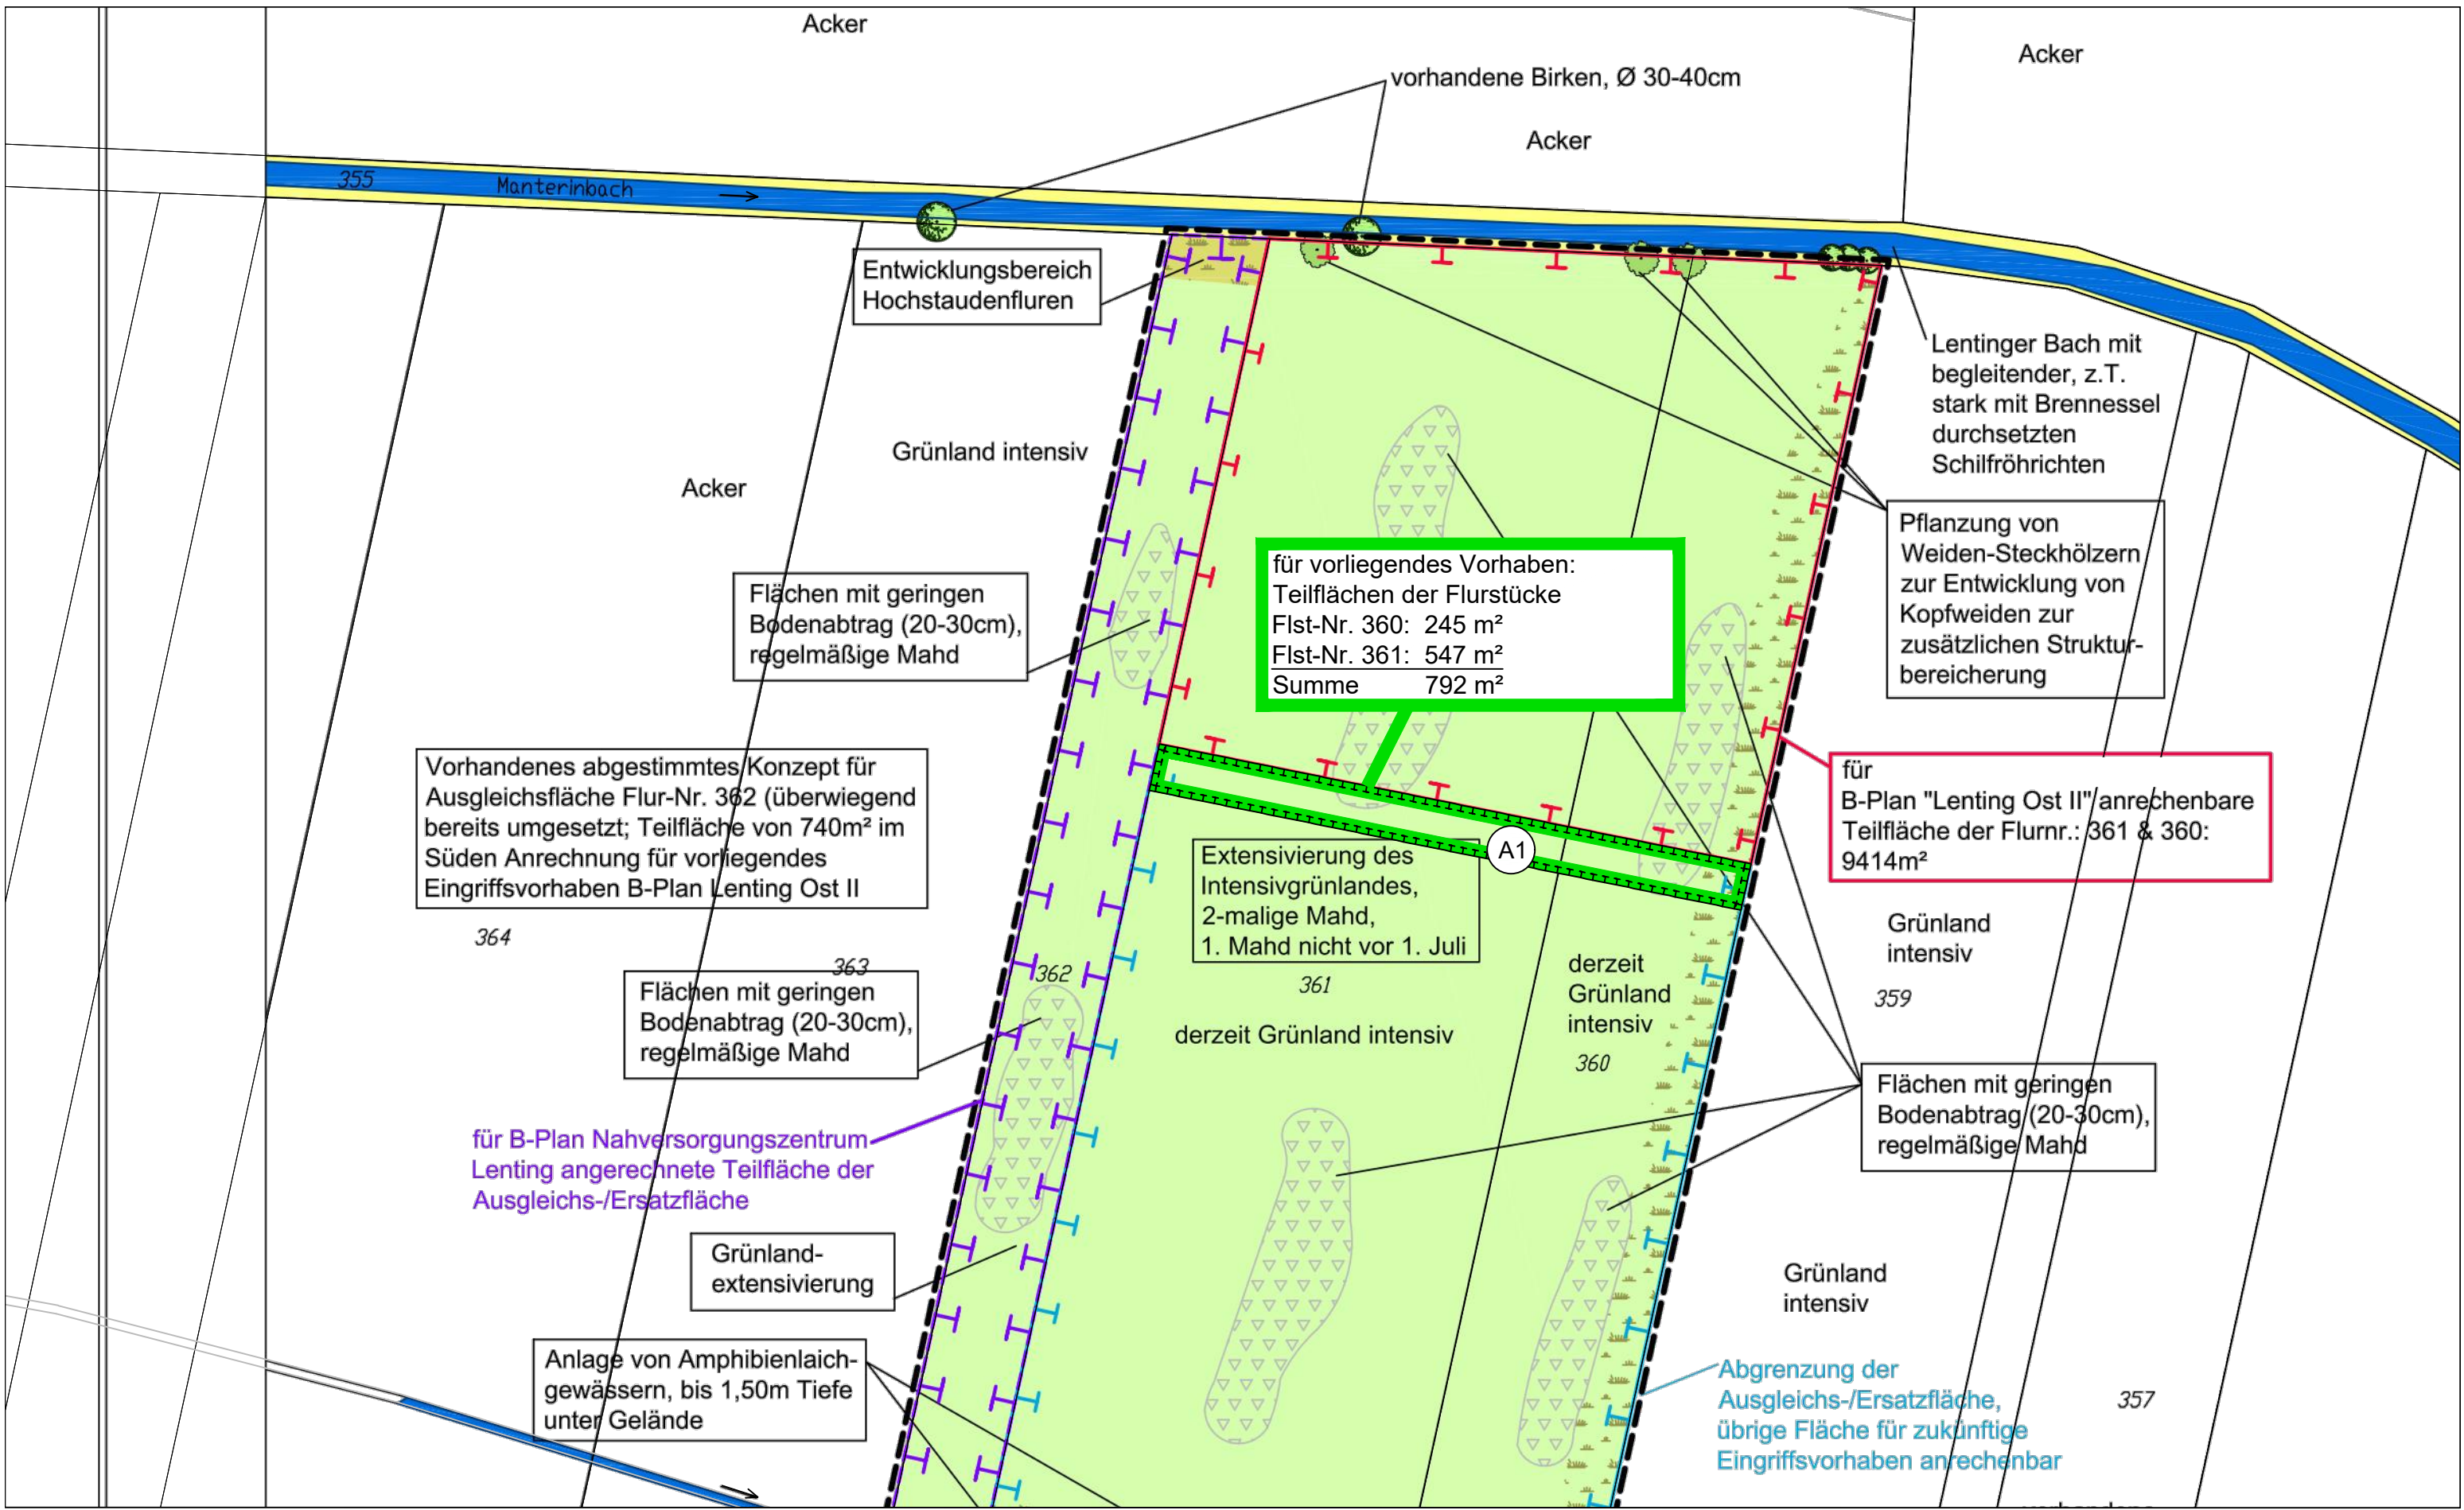 Acker
Acker
vorhandene Birken, Ø 30-40cm
Acker
355
Manterinbach
Entwicklungsbereich
Hochstaudenfluren
Lentinger Bach mit
begleitender, z.T.
stark mit Brennessel
durchsetzten
Schilfröhrichten
Grünland intensiv
Acker
Pflanzung von
Weiden-Steckhölzern
zur Entwicklung von
Kopfweiden zur
zusätzlichen Struktur-
bereicherung
für vorliegendes Vorhaben:
Teilflächen der Flurstücke
Flst-Nr. 360: 245 m²
Flst-Nr. 361: 547 m²
Summe 792 m²
Flächen mit geringen
Bodenabtrag (20-30cm),
regelmäßige Mahd
Vorhandenes abgestimmtes Konzept für
Ausgleichsfläche Flur-Nr. 362 (überwiegend
bereits umgesetzt; Teilfläche von 740m² im
Süden Anrechnung für vorliegendes
Eingriffsvorhaben B-Plan Lenting Ost II
für
B-Plan "Lenting Ost II" anrechenbare
Teilfläche der Flurnr.: 361 & 360:
9414m²
A1
Extensivierung des
Intensivgrünlandes,
2-malige Mahd,
1. Mahd nicht vor 1. Juli
364
363
362
361
derzeit Grünland intensiv
derzeit
Grünland
intensiv
360
Grünland
intensiv
359
Flächen mit geringen
Bodenabtrag (20-30cm),
regelmäßige Mahd
Flächen mit geringen
Bodenabtrag (20-30cm),
regelmäßige Mahd
für B-Plan Nahversorgungszentrum
Lenting angerechnete Teilfläche der
Ausgleichs-/Ersatzfläche
Grünland-
extensivierung
Grünland
intensiv
Anlage von Amphibienlaich-
gewässern, bis 1,50m Tiefe
unter Gelände
Abgrenzung der
Ausgleichs-/Ersatzfläche,
übrige Fläche für zukünftige
Eingriffsvorhaben anrechenbar
357